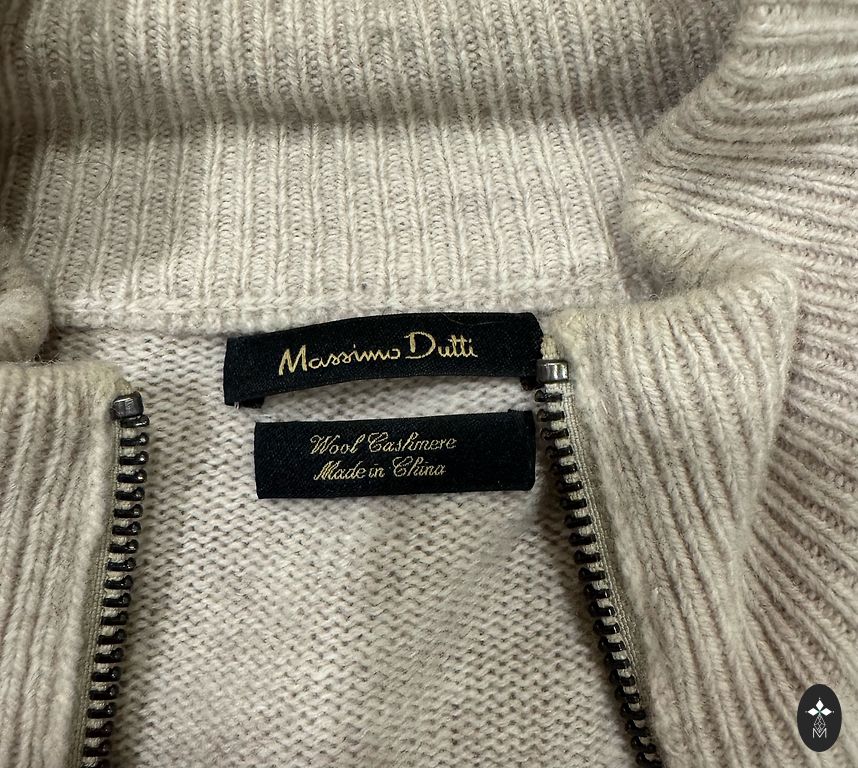 Massimo Dutti
Wool Cashmere
Made in China
M